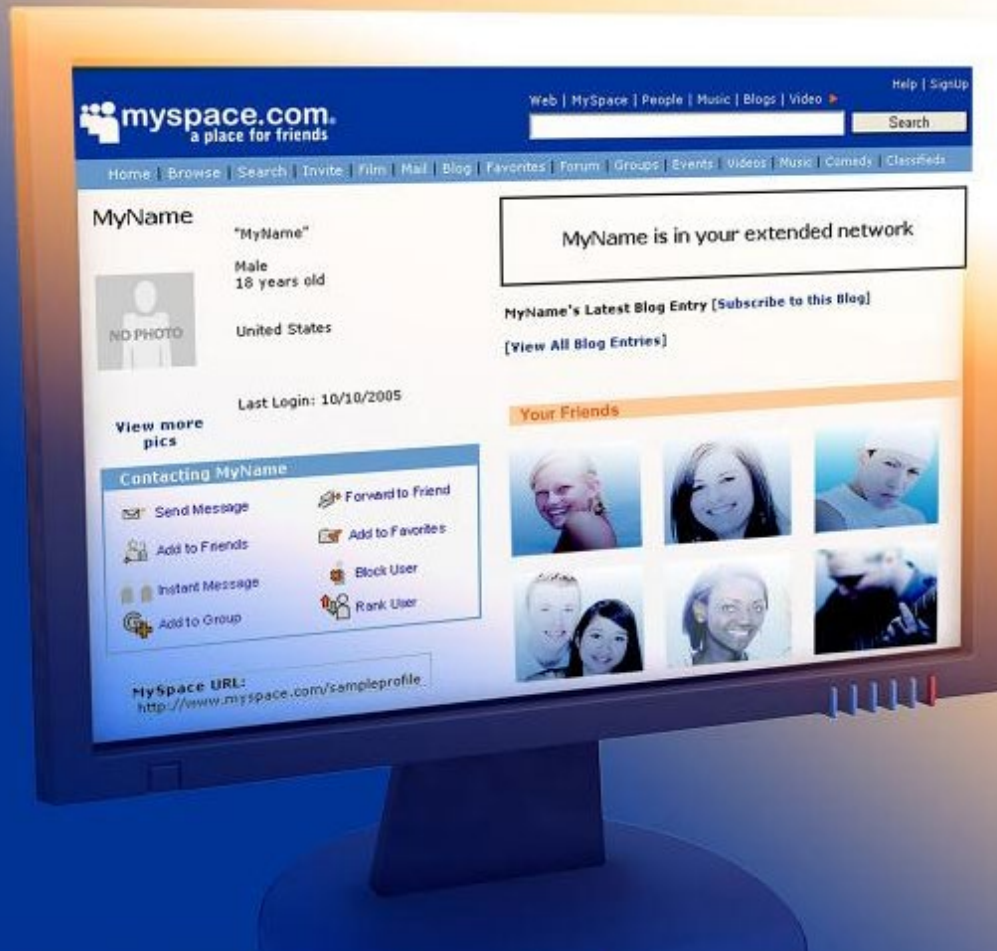 Help | SignUp
Web | MySpace | People | Music | Blogs | Video
myspace.com.
a place for friends
Search
Home | Browse | Search | Invite | Film | Mail | Blog | Favorites | Forum | Groups | Events | Videos | Music | Comedy | Classifieds
MyName
"MyName"
Male
18 years old
NO PHOTO
United States
Last Login: 10/10/2005
View more
pics
MyName is in your extended network
MyName's Latest Blog Entry [Subscribe to this Blog]
[View All Blog Entries]
Contacting MyName
Send Message
Forward to Friend
Add to Friends
Add to Favorites
Instant Message
Block User
Add to Group
Rank User
MySpace URL:
http://www.myspace.com/sampleprofile
Your Friends